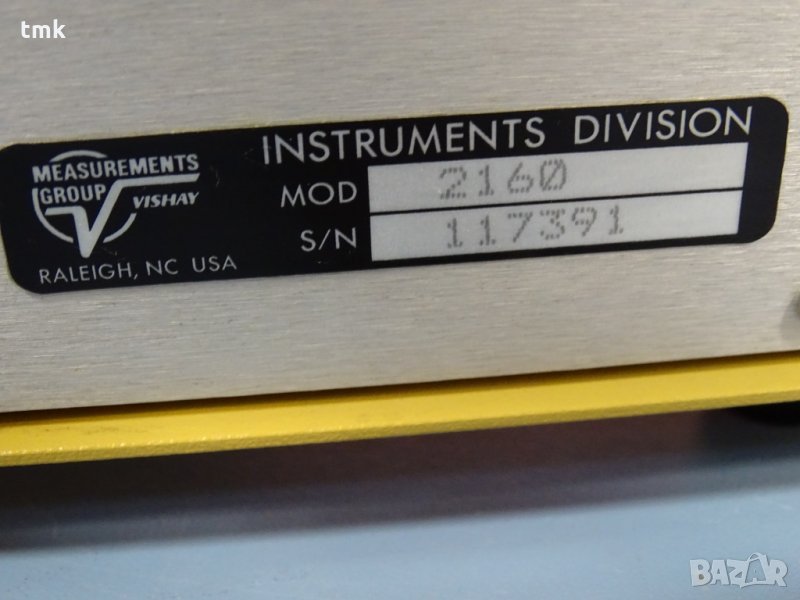 tmk
INSTRUMENTS DIVISION
MEASUREMENTS
GROUP
VISHAY
MOD 2160
S/N 117391
RALEIGH, NC USA
BAZAR